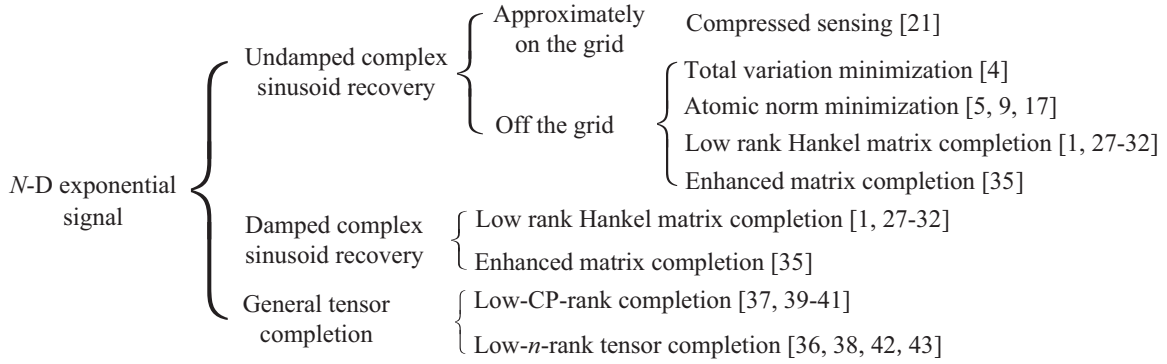 N-D exponential
signal
Undamped complex
sinusoid recovery
Approximately
on the grid
Compressed sensing [21]
Off the grid
Total variation minimization [4]
Atomic norm minimization [5, 9, 17]
Low rank Hankel matrix completion [1, 27-32]
Enhanced matrix completion [35]
Damped complex
sinusoid recovery
Low rank Hankel matrix completion [1, 27-32]
Enhanced matrix completion [35]
General tensor
completion
Low-CP-rank completion [37, 39-41]
Low-n-rank tensor completion [36, 38, 42, 43]